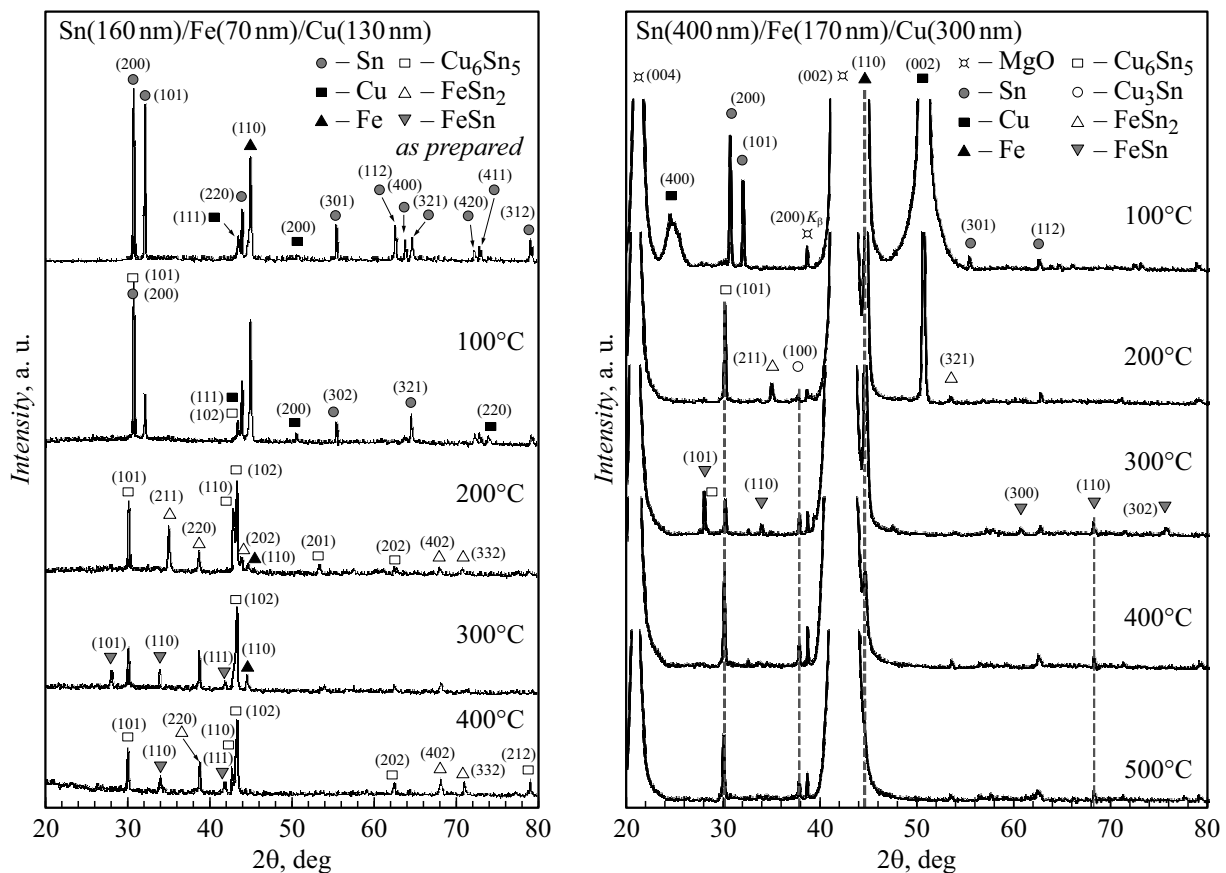 Sn(160 nm)/Fe(70 nm)/Cu(130 nm)
(200)
(101)
– Sn
– Cu6Sn5
– Cu
– FeSn2
– Fe
– FeSn
(110)
as prepared
(220)
(111)
(200)
(301)
(112)
(400)
(321)
(420)
(411)
(312)
(101)
(200)
100°C
(111)
(102)
(200)
(302)
(321)
(220)
200°C
(101)
(211)
(220)
(110)
(102)
(202)
(110)
(201)
(202)
(402)
(332)
300°C
(101)
(110)
(111)
(102)
(110)
400°C
(101)
(110)
(220)
(111)
(110)
(102)
(202)
(402)
(332)
(212)
Intensity, a. u.
20 30 40 50 60 70 80
2θ, deg
Sn(400 nm)/Fe(170 nm)/Cu(300 nm)
(004)
(002)
(110)
(002)
– MgO
– Cu6Sn5
– Sn
– Cu3Sn
– Cu
– FeSn2
– Fe
– FeSn
(200)
(101)
(400)
(200) Kβ
(301)
(112)
100°C
(101)
(211)
(100)
(321)
200°C
(101)
(110)
(300)
(110)
(302)
300°C
400°C
500°C
Intensity, a. u.
20 30 40 50 60 70 80
2θ, deg